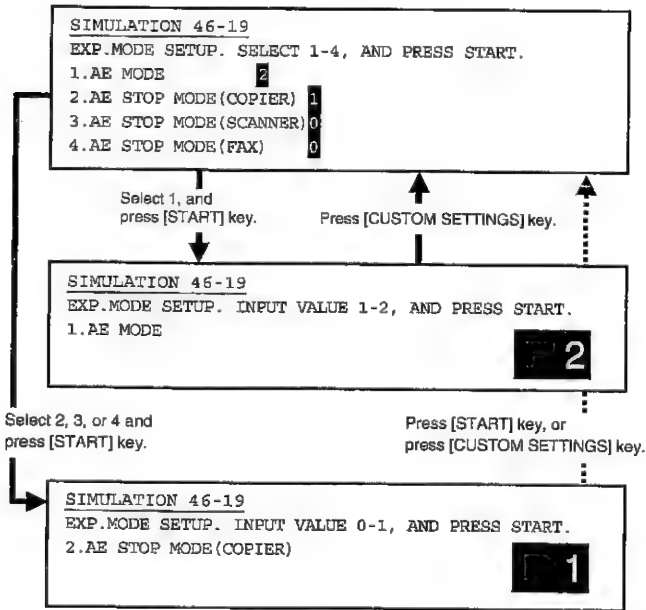 SIMULATION 46-19
EXP.MODE SETUP. SELECT 1-4, AND PRESS START.
1.AE MODE 2
2.AE STOP MODE(COPIER) 1
3.AE STOP MODE(SCANNER) 0
4.AE STOP MODE(FAX) 0
Select 1, and
press [START] key.
Press [CUSTOM SETTINGS] key.
SIMULATION 46-19
EXP.MODE SETUP. INPUT VALUE 1-2, AND PRESS START.
1.AE MODE
2
Select 2, 3, or 4 and
press [START] key.
Press [START] key, or
press [CUSTOM SETTINGS] key.
SIMULATION 46-19
EXP.MODE SETUP. INPUT VALUE 0-1, AND PRESS START.
2.AE STOP MODE(COPIER)
1